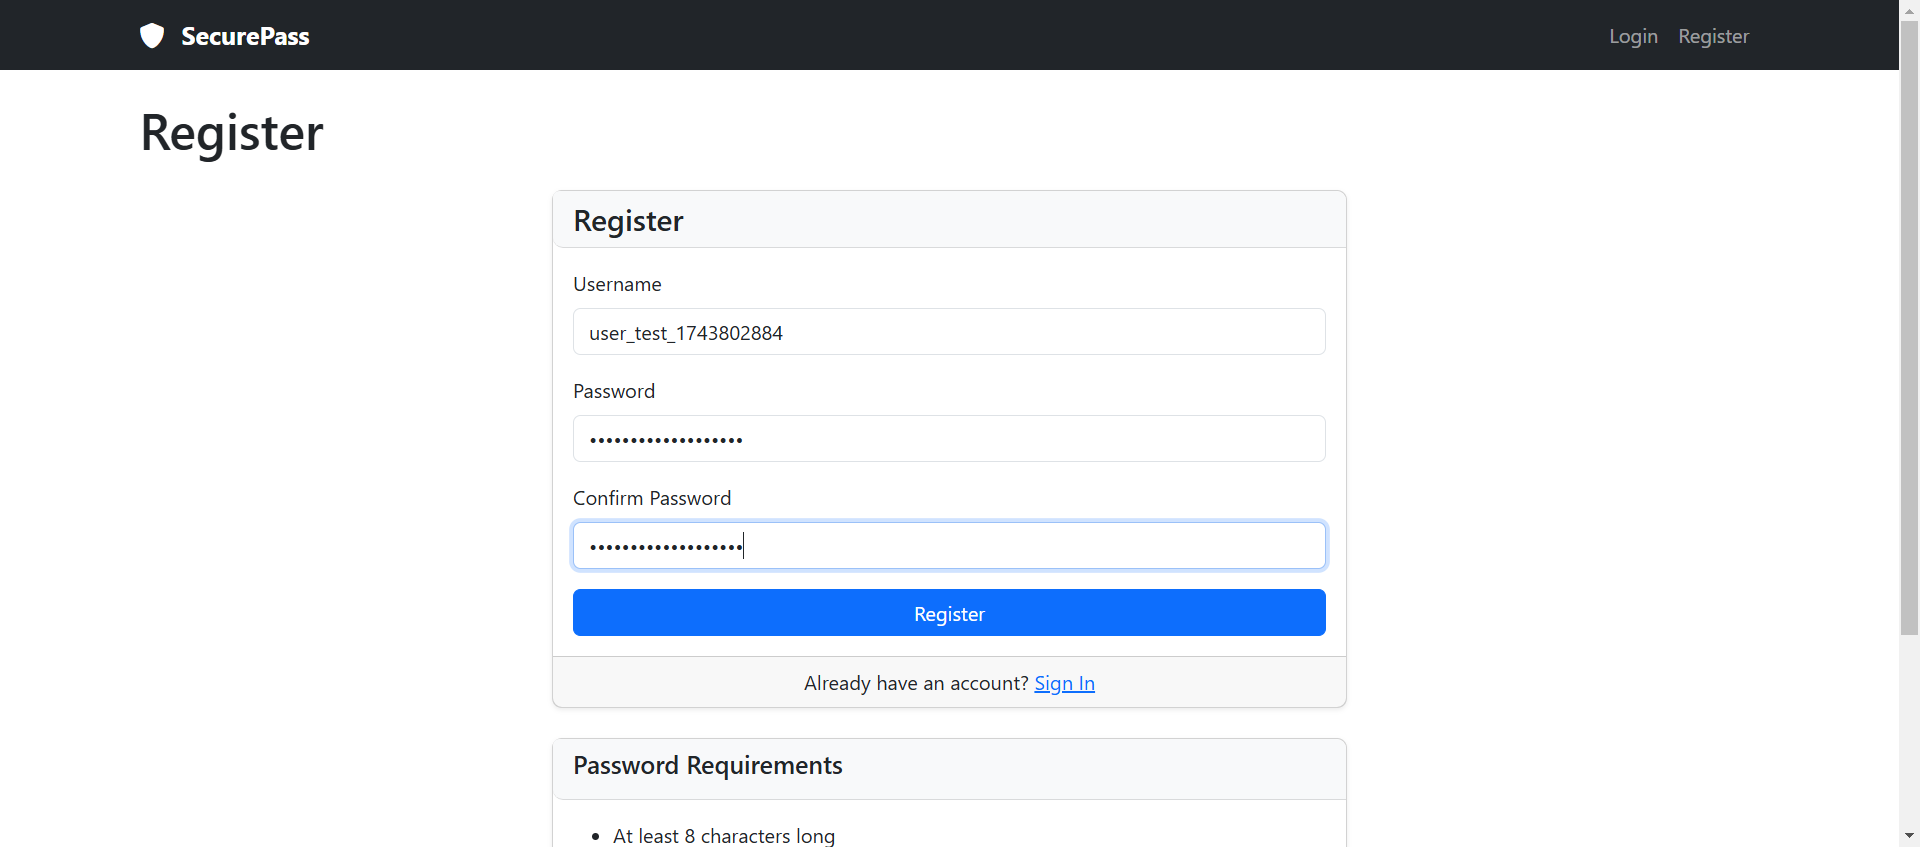 SecurePass
Login Register
Register
Register
Username
user_test_1743802884
Password
•••••••••••••••••••
Confirm Password
•••••••••••••••••••
Register
Already have an account? Sign In
Password Requirements
• At least 8 characters long